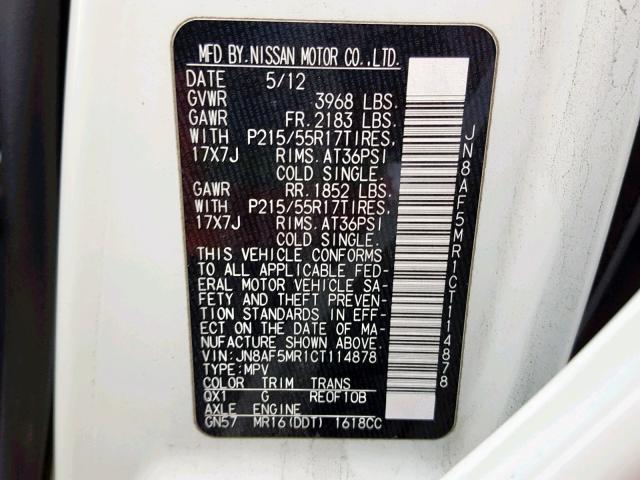 MFD BY.NISSAN MOTOR CO.,LTD.
DATE 5/12
GVWR 3968 LBS.
GAWR FR.2183 LBS.
WITH P215/55R17TIRES,
17X7J RIMS.AT36PSI
COLD SINGLE.
GAWR RR.1852 LBS.
WITH P215/55R17TIRES,
17X7J RIMS.AT36PSI
COLD SINGLE.
THIS VEHICLE CONFORMS
TO ALL APPLICABLE FED-
ERAL MOTOR VEHICLE SA-
FETY AND THEFT PREVEN-
TION STANDARDS IN EFF-
ECT ON THE DATE OF MA-
NUFACTURE SHOWN ABOVE.
VIN:JN8AF5MR1CT114878
TYPE:MPV
COLOR TRIM TRANS
QX1 G RE0F10B
AXLE ENGINE
GN57 MR16(DDT) 1618CC
JN8AF5MR1CT114878